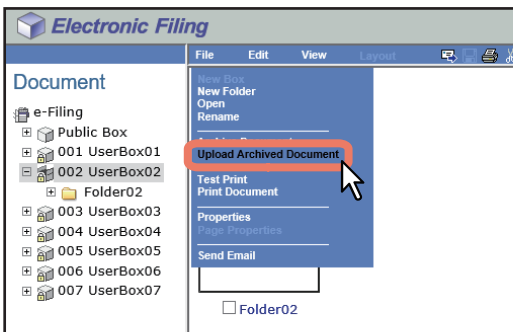 Electronic Filing
File Edit View Layout
Document
e-Filing
Public Box
001 UserBox01
002 UserBox02
Folder02
003 UserBox03
004 UserBox04
005 UserBox05
006 UserBox06
007 UserBox07
New Box
New Folder
Open
Rename
Upload Archived Document
Test Print
Print Document
Properties
Page Properties
Send Email
Folder02